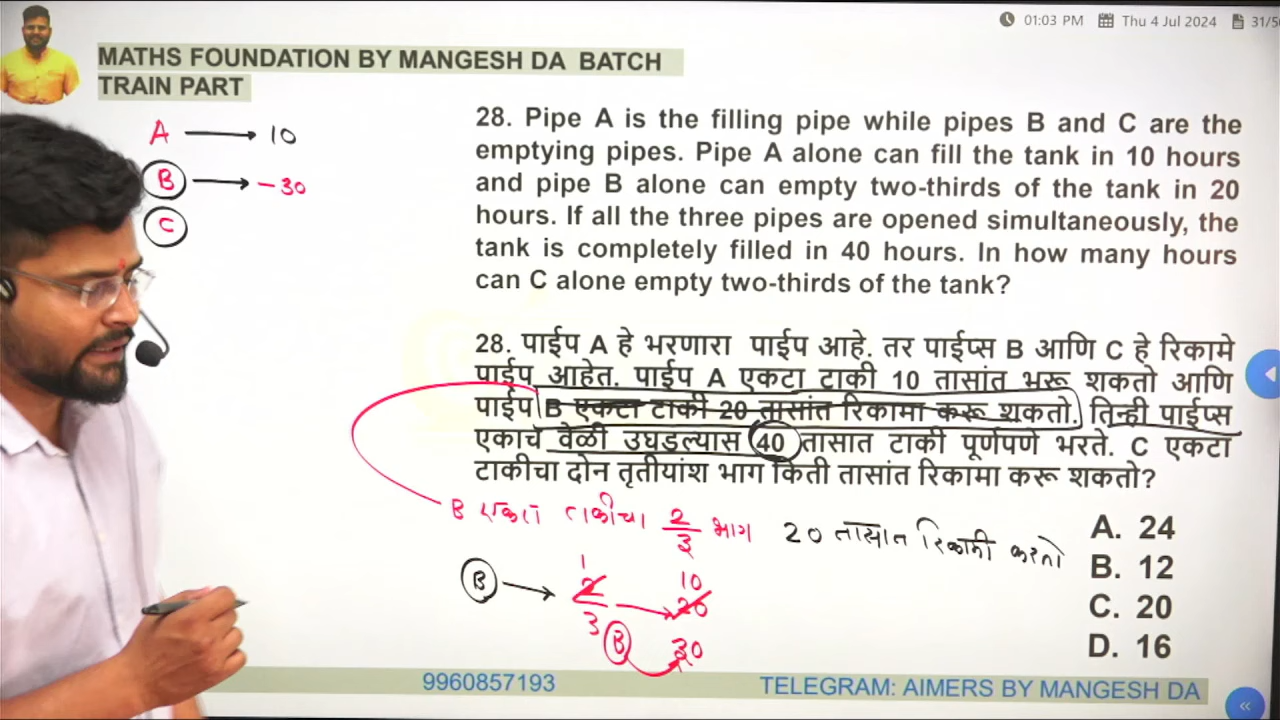 01:03 PM Thu 4 Jul 2024 31/5
MATHS FOUNDATION BY MANGESH DA BATCH
TRAIN PART
A → 10
B → -30
C
28. Pipe A is the filling pipe while pipes B and C are the
emptying pipes. Pipe A alone can fill the tank in 10 hours
and pipe B alone can empty two-thirds of the tank in 20
hours. If all the three pipes are opened simultaneously, the
tank is completely filled in 40 hours. In how many hours
can C alone empty two-thirds of the tank?
28. पाईप A हे भरणारा पाईप आहे. तर पाईप्स B आणि C हे रिकामे
पाईप आहेत. पाईप A एकटा टाकी 10 तासांत भरू शकतो आणि
पाईप B एकटा टाकी 20 तासांत रिकामा करू शकतो. तिन्ही पाईप्स
एकाचे वेळी उघडल्यास 40 तासात टाकी पूर्णपणे भरते. C एकटा
टाकीचा दोन तृतीयांश भाग किती तासांत रिकामा करू शकतो?
B एकटा टाकीचा 2/3 भाग 20 तासात रिकामी करतो
B → 2/3 → 20
1 10
B 30
A. 24
B. 12
C. 20
D. 16
9960857193 TELEGRAM: AIMERS BY MANGESH DA